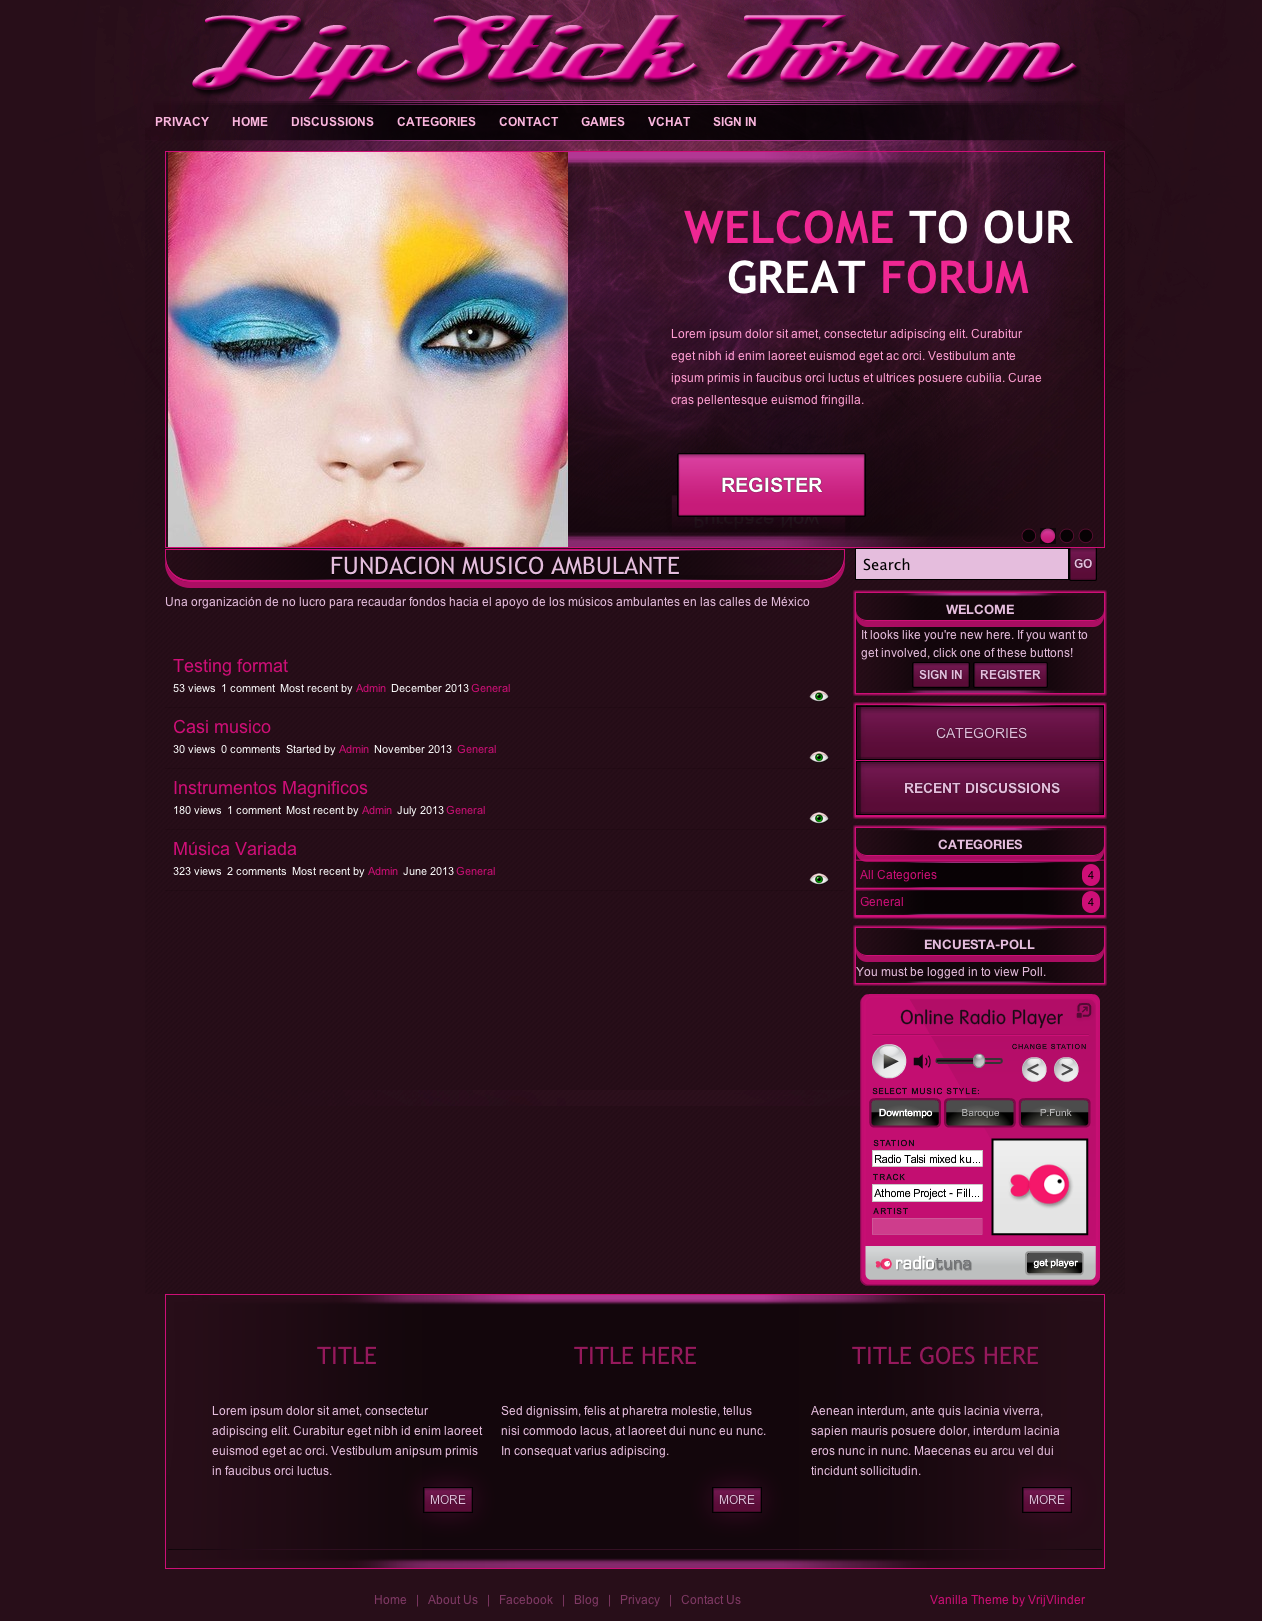 Lip Stick Forum
PRIVACY HOME DISCUSSIONS CATEGORIES CONTACT GAMES VCHAT SIGN IN
WELCOME TO OUR
GREAT FORUM
Lorem ipsum dolor sit amet, consectetur adipiscing elit. Curabitur
eget nibh id enim laoreet euismod eget ac orci. Vestibulum ante
ipsum primis in faucibus orci luctus et ultrices posuere cubilia. Curae
cras pellentesque euismod fringilla.
REGISTER
Purchase Now
FUNDACION MUSICO AMBULANTE
Una organización de no lucro para recaudar fondos hacia el apoyo de los músicos ambulantes en las calles de México
Testing format
53 views 1 comment Most recent by Admin December 2013 General
Casi musico
30 views 0 comments Started by Admin November 2013 General
Instrumentos Magnificos
180 views 1 comment Most recent by Admin July 2013 General
Música Variada
323 views 2 comments Most recent by Admin June 2013 General
Search GO
WELCOME
It looks like you're new here. If you want to
get involved, click one of these buttons!
SIGN IN REGISTER
CATEGORIES
RECENT DISCUSSIONS
CATEGORIES
All Categories 4
General 4
ENCUESTA-POLL
You must be logged in to view Poll.
Online Radio Player
CHANGE STATION
SELECT MUSIC STYLE:
Downtempo Baroque P.Funk
STATION
Radio Talsi mixed ku...
TRACK
Athome Project - Fill...
ARTIST
radiotuna get player
TITLE
Lorem ipsum dolor sit amet, consectetur
adipiscing elit. Curabitur eget nibh id enim laoreet
euismod eget ac orci. Vestibulum anipsum primis
in faucibus orci luctus.
MORE
TITLE HERE
Sed dignissim, felis at pharetra molestie, tellus
nisi commodo lacus, at laoreet dui nunc eu nunc.
In consequat varius adipiscing.
MORE
TITLE GOES HERE
Aenean interdum, ante quis lacinia viverra,
sapien mauris posuere dolor, interdum lacinia
eros nunc in nunc. Maecenas eu arcu vel dui
tincidunt sollicitudin.
MORE
Home | About Us | Facebook | Blog | Privacy | Contact Us
Vanilla Theme by VrijVlinder